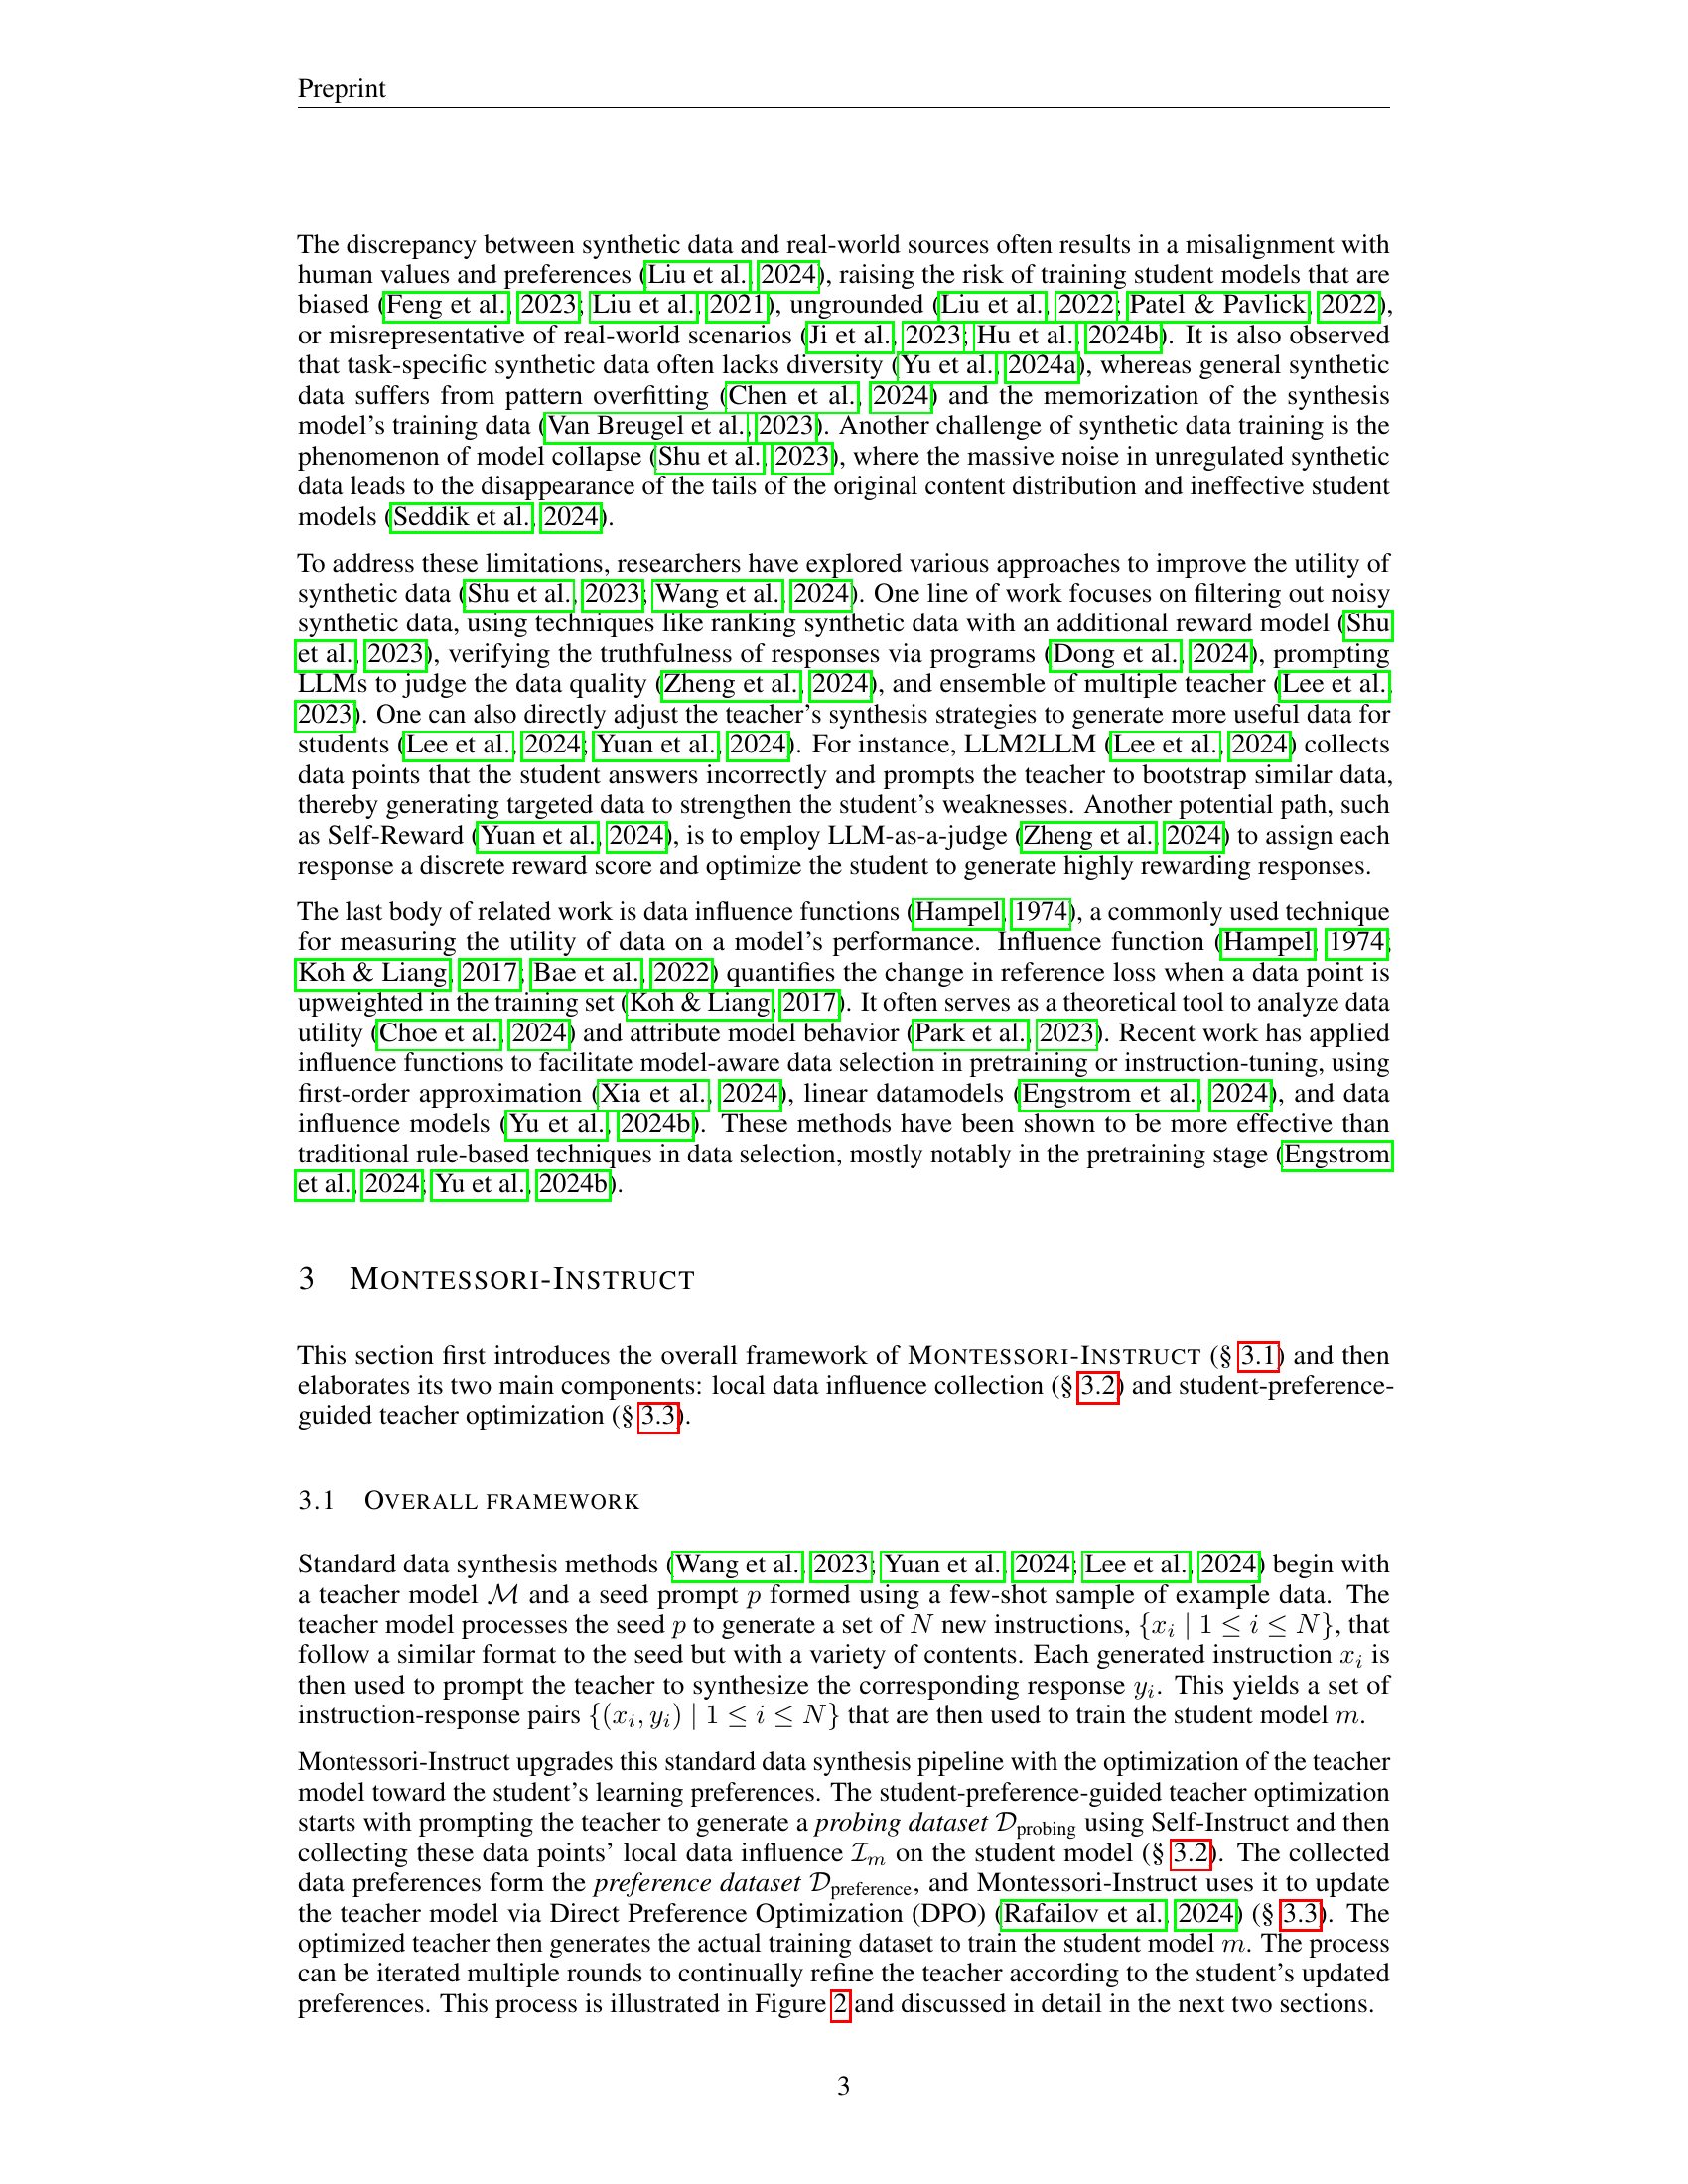 Preprint
The discrepancy between synthetic data and real-world sources often results in a misalignment with
human values and preferences (Liu et al., 2024), raising the risk of training student models that are
biased (Feng et al., 2023; Liu et al., 2021), ungrounded (Liu et al., 2022; Patel & Pavlick, 2022),
or misrepresentative of real-world scenarios (Ji et al., 2023; Hu et al., 2024b). It is also observed
that task-specific synthetic data often lacks diversity (Yu et al., 2024a), whereas general synthetic
data suffers from pattern overfitting (Chen et al., 2024) and the memorization of the synthesis
model's training data (Van Breugel et al., 2023). Another challenge of synthetic data training is the
phenomenon of model collapse (Shu et al., 2023), where the massive noise in unregulated synthetic
data leads to the disappearance of the tails of the original content distribution and ineffective student
models (Seddik et al., 2024).
To address these limitations, researchers have explored various approaches to improve the utility of
synthetic data (Shu et al., 2023; Wang et al., 2024). One line of work focuses on filtering out noisy
synthetic data, using techniques like ranking synthetic data with an additional reward model (Shu
et al., 2023), verifying the truthfulness of responses via programs (Dong et al., 2024), prompting
LLMs to judge the data quality (Zheng et al., 2024), and ensemble of multiple teacher (Lee et al.,
2023). One can also directly adjust the teacher's synthesis strategies to generate more useful data for
students (Lee et al., 2024; Yuan et al., 2024). For instance, LLM2LLM (Lee et al., 2024) collects
data points that the student answers incorrectly and prompts the teacher to bootstrap similar data,
thereby generating targeted data to strengthen the student's weaknesses. Another potential path, such
as Self-Reward (Yuan et al., 2024), is to employ LLM-as-a-judge (Zheng et al., 2024) to assign each
response a discrete reward score and optimize the student to generate highly rewarding responses.
The last body of related work is data influence functions (Hampel, 1974), a commonly used technique
for measuring the utility of data on a model's performance. Influence function (Hampel, 1974;
Koh & Liang, 2017; Bae et al., 2022) quantifies the change in reference loss when a data point is
upweighted in the training set (Koh & Liang, 2017). It often serves as a theoretical tool to analyze data
utility (Choe et al., 2024) and attribute model behavior (Park et al., 2023). Recent work has applied
influence functions to facilitate model-aware data selection in pretraining or instruction-tuning, using
first-order approximation (Xia et al., 2024), linear datamodels (Engstrom et al., 2024), and data
influence models (Yu et al., 2024b). These methods have been shown to be more effective than
traditional rule-based techniques in data selection, mostly notably in the pretraining stage (Engstrom
et al., 2024; Yu et al., 2024b).
3 MONTESSORI-INSTRUCT
This section first introduces the overall framework of MONTESSORI-INSTRUCT (§ 3.1) and then
elaborates its two main components: local data influence collection (§ 3.2) and student-preference-
guided teacher optimization (§ 3.3).
3.1 OVERALL FRAMEWORK
Standard data synthesis methods (Wang et al., 2023; Yuan et al., 2024; Lee et al., 2024) begin with
a teacher model ℳ and a seed prompt p formed using a few-shot sample of example data. The
teacher model processes the seed p to generate a set of N new instructions, {x_i | 1 ≤ i ≤ N}, that
follow a similar format to the seed but with a variety of contents. Each generated instruction x_i is
then used to prompt the teacher to synthesize the corresponding response y_i. This yields a set of
instruction-response pairs {(x_i, y_i) | 1 ≤ i ≤ N} that are then used to train the student model m.
Montessori-Instruct upgrades this standard data synthesis pipeline with the optimization of the teacher
model toward the student's learning preferences. The student-preference-guided teacher optimization
starts with prompting the teacher to generate a probing dataset 𝒟_probing using Self-Instruct and then
collecting these data points' local data influence ℐ_m on the student model (§ 3.2). The collected
data preferences form the preference dataset 𝒟_preference, and Montessori-Instruct uses it to update
the teacher model via Direct Preference Optimization (DPO) (Rafailov et al., 2024) (§ 3.3). The
optimized teacher then generates the actual training dataset to train the student model m. The process
can be iterated multiple rounds to continually refine the teacher according to the student's updated
preferences. This process is illustrated in Figure 2 and discussed in detail in the next two sections.
3